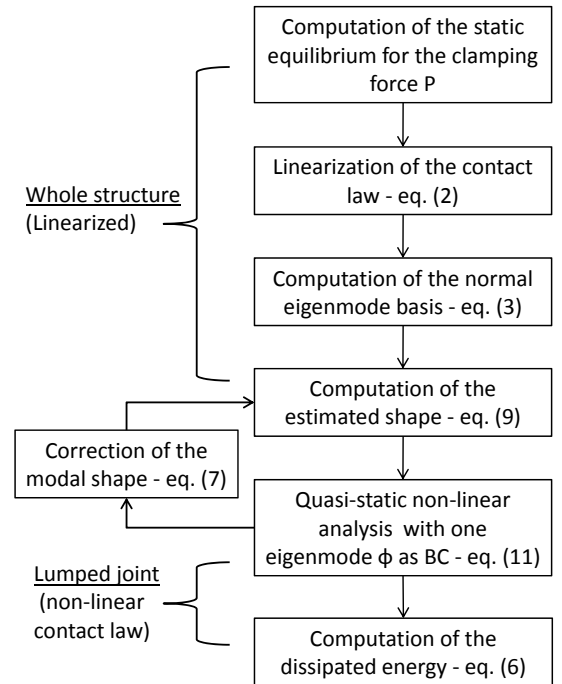 Computation of the static
equilibrium for the clamping
force P
Linearization of the contact
law - eq. (2)
Whole structure
(Linearized)
Computation of the normal
eigenmode basis - eq. (3)
Computation of the
estimated shape - eq. (9)
Correction of the
modal shape - eq. (7)
Quasi-static non-linear
analysis with one
eigenmode ϕ as BC - eq. (11)
Lumped joint
(non-linear
contact law)
Computation of the
dissipated energy - eq. (6)